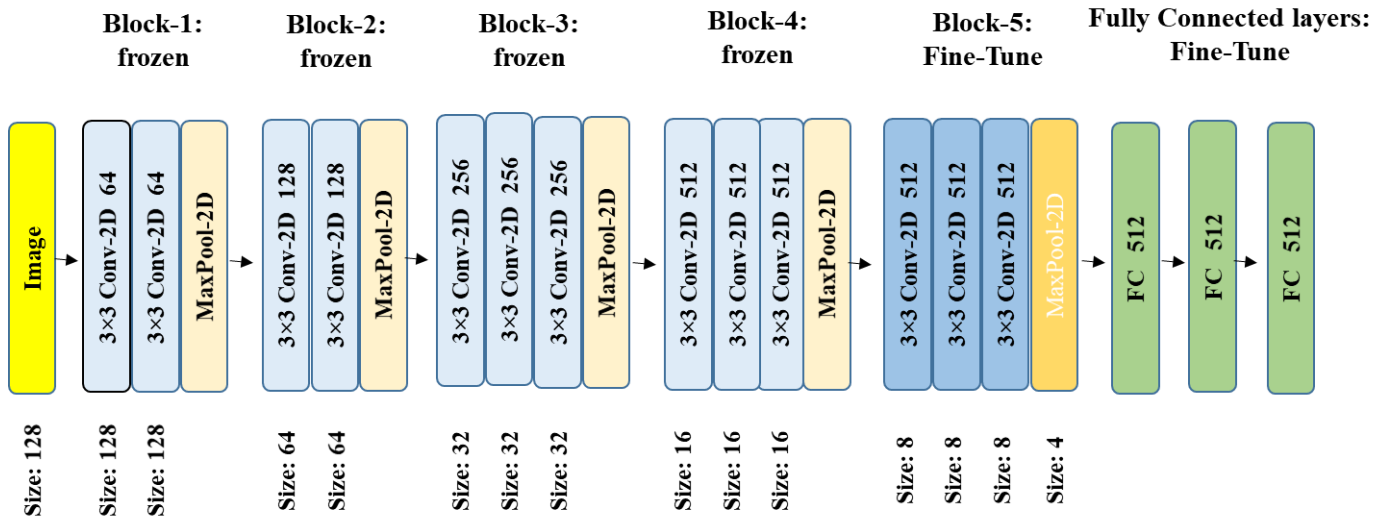 Block-1:
frozen
Block-2:
frozen
Block-3:
frozen
Block-4:
frozen
Block-5:
Fine-Tune
Fully Connected layers:
Fine-Tune
Image
3×3 Conv-2D 64
3×3 Conv-2D 64
MaxPool-2D
3×3 Conv-2D 128
3×3 Conv-2D 128
MaxPool-2D
3×3 Conv-2D 256
3×3 Conv-2D 256
3×3 Conv-2D 256
MaxPool-2D
3×3 Conv-2D 512
3×3 Conv-2D 512
3×3 Conv-2D 512
MaxPool-2D
3×3 Conv-2D 512
3×3 Conv-2D 512
3×3 Conv-2D 512
MaxPool-2D
FC 512
FC 512
FC 512
Size: 128
Size: 128
Size: 128
Size: 64
Size: 64
Size: 32
Size: 32
Size: 32
Size: 16
Size: 16
Size: 16
Size: 8
Size: 8
Size: 8
Size: 4